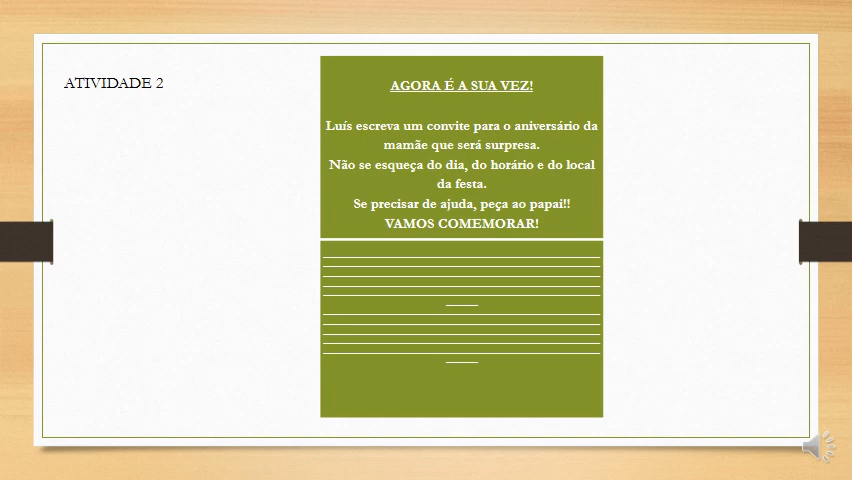 ATIVIDADE 2
AGORA É A SUA VEZ!
Luís escreva um convite para o aniversário da
mamãe que será surpresa.
Não se esqueça do dia, do horário e do local
da festa.
Se precisar de ajuda, peça ao papai!!
VAMOS COMEMORAR!